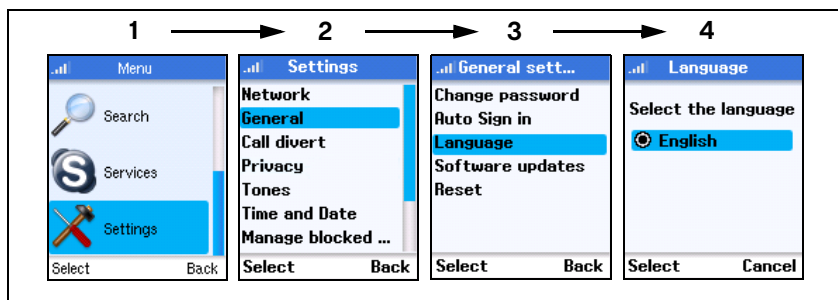 1 2 3 4
Menu
Search
Services
Settings
Select Back
Settings
Network
General
Call divert
Privacy
Tones
Time and Date
Manage blocked ...
Select Back
General sett...
Change password
Auto Sign in
Language
Software updates
Reset
Select Back
Language
Select the language
English
Select Cancel